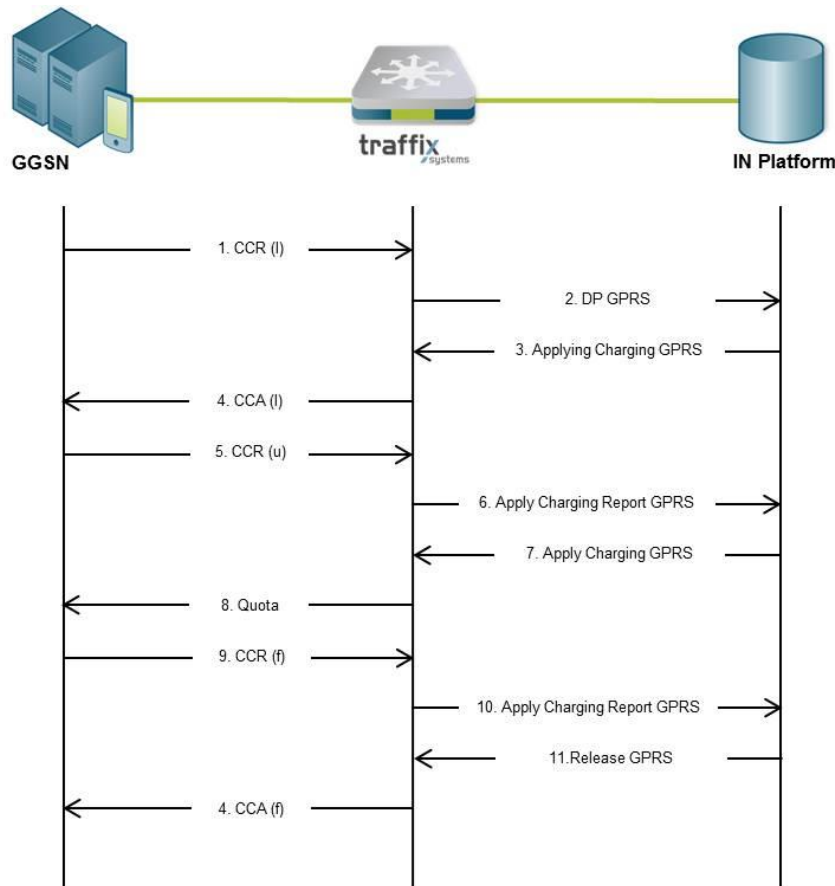 traffix
systems
GGSN
IN Platform
1. CCR (I)
2. DP GPRS
3. Applying Charging GPRS
4. CCA (I)
5. CCR (u)
6. Apply Charging Report GPRS
7. Apply Charging GPRS
8. Quota
9. CCR (f)
10. Apply Charging Report GPRS
11.Release GPRS
4. CCA (f)